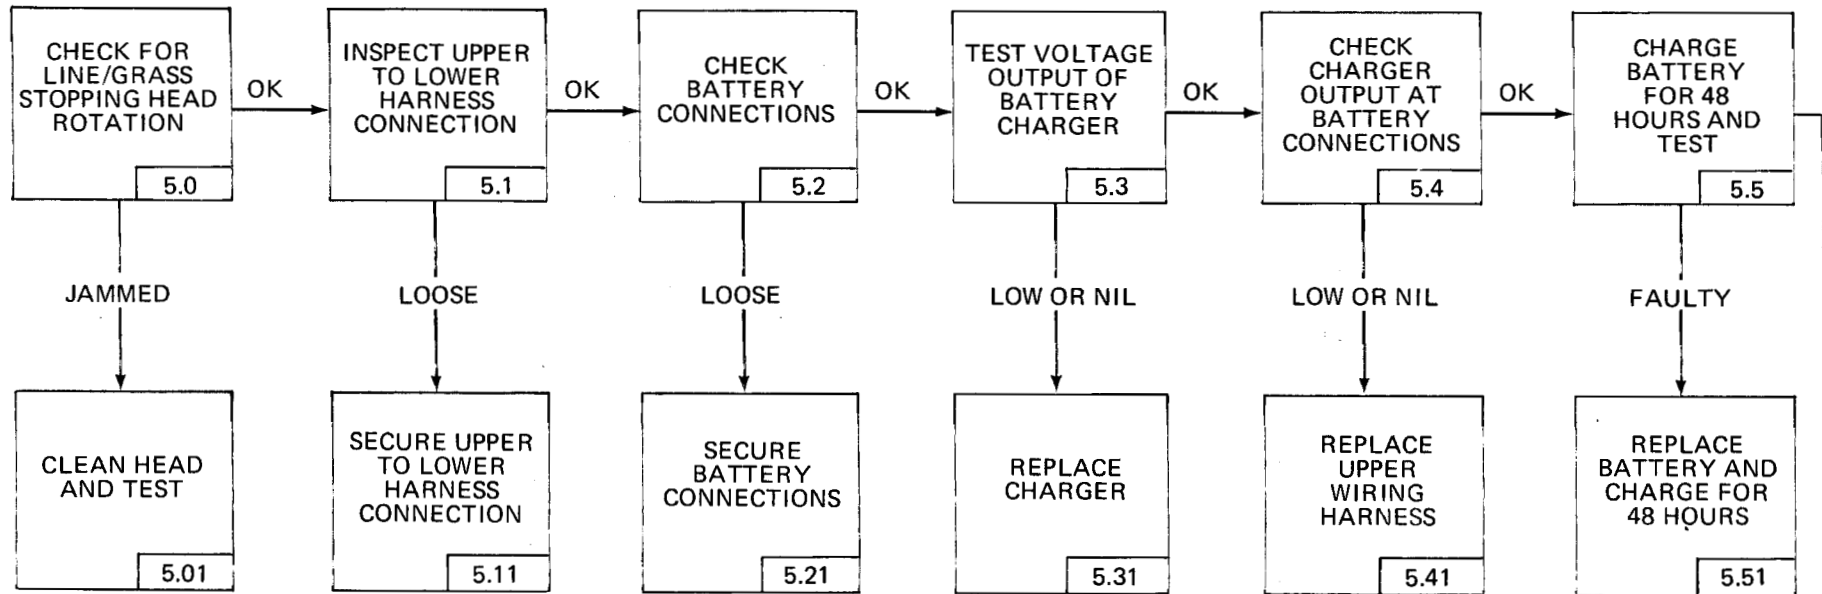 CHECK FOR
LINE/GRASS
STOPPING HEAD
ROTATION
5.0
OK
INSPECT UPPER
TO LOWER
HARNESS
CONNECTION
5.1
OK
CHECK
BATTERY
CONNECTIONS
5.2
OK
TEST VOLTAGE
OUTPUT OF
BATTERY
CHARGER
5.3
OK
CHECK
CHARGER
OUTPUT AT
BATTERY
CONNECTIONS
5.4
OK
CHARGE
BATTERY
FOR 48
HOURS AND
TEST
5.5
JAMMED
LOOSE
LOOSE
LOW OR NIL
LOW OR NIL
FAULTY
CLEAN HEAD
AND TEST
5.01
SECURE UPPER
TO LOWER
HARNESS
CONNECTION
5.11
SECURE
BATTERY
CONNECTIONS
5.21
REPLACE
CHARGER
5.31
REPLACE
UPPER
WIRING
HARNESS
5.41
REPLACE
BATTERY AND
CHARGE FOR
48 HOURS
5.51